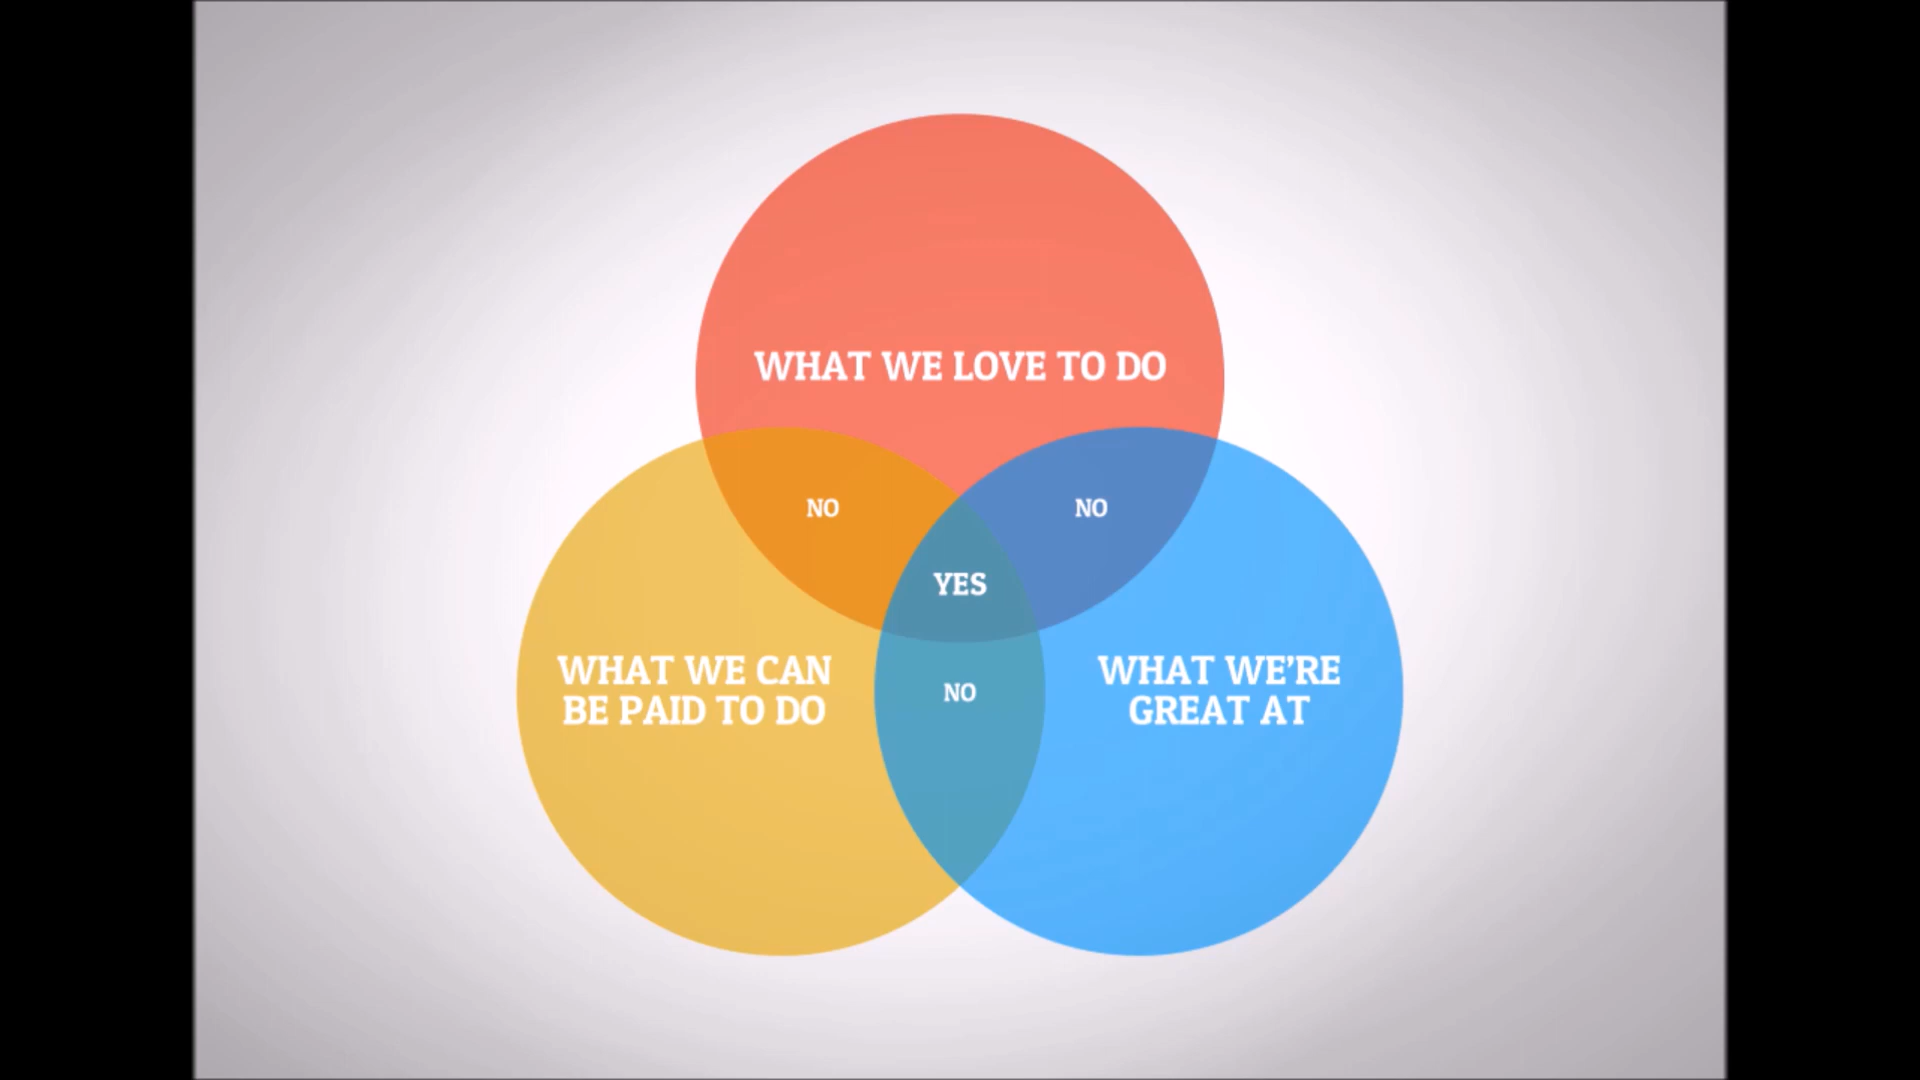 WHAT WE LOVE TO DO
NO
NO
YES
WHAT WE CAN
BE PAID TO DO
NO
WHAT WE'RE
GREAT AT